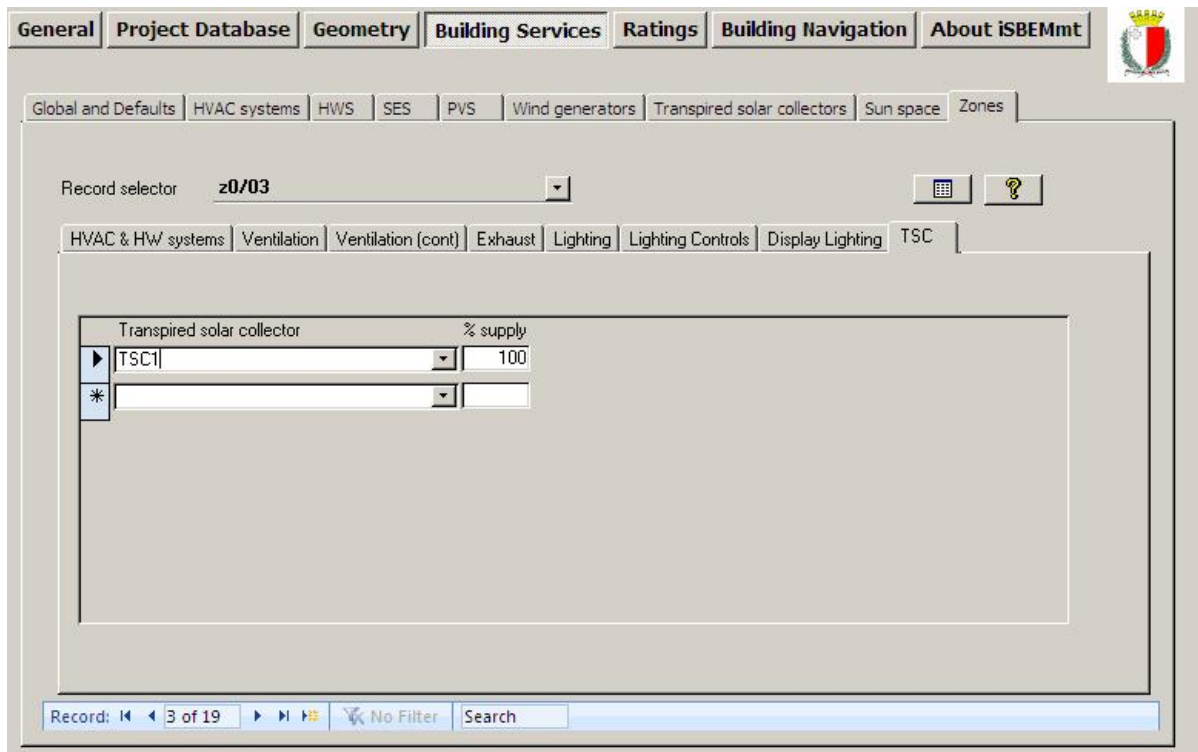 General Project Database Geometry Building Services Ratings Building Navigation About iSBEMmt
Global and Defaults HVAC systems HWS SES PVS Wind generators Transpired solar collectors Sun space Zones
Record selector z0/03
HVAC & HW systems Ventilation Ventilation (cont) Exhaust Lighting Lighting Controls Display Lighting TSC
Transpired solar collector % supply
TSC1 100
Record: 3 of 19 No Filter Search